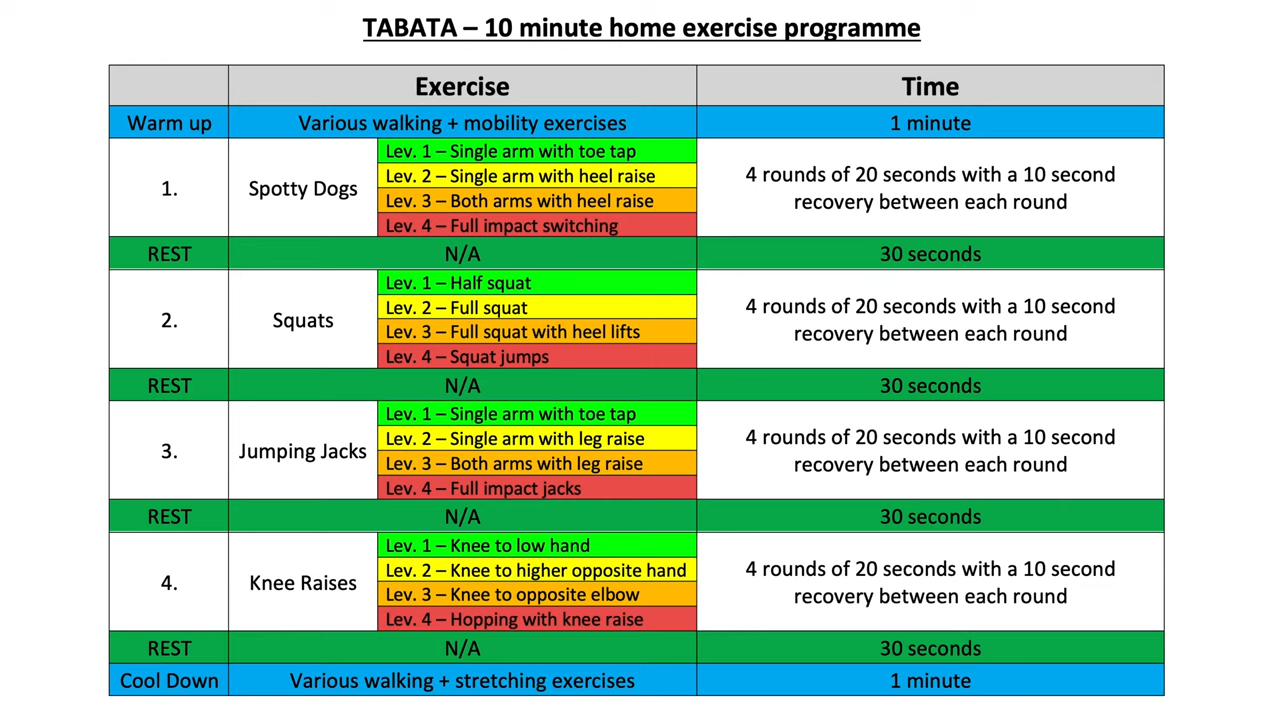 TABATA – 10 minute home exercise programme
Exercise Time
Warm up Various walking + mobility exercises 1 minute
1. Spotty Dogs
Lev. 1 – Single arm with toe tap
Lev. 2 – Single arm with heel raise
Lev. 3 – Both arms with heel raise
Lev. 4 – Full impact switching
4 rounds of 20 seconds with a 10 second
recovery between each round
REST N/A 30 seconds
2. Squats
Lev. 1 – Half squat
Lev. 2 – Full squat
Lev. 3 – Full squat with heel lifts
Lev. 4 – Squat jumps
4 rounds of 20 seconds with a 10 second
recovery between each round
REST N/A 30 seconds
3. Jumping Jacks
Lev. 1 – Single arm with toe tap
Lev. 2 – Single arm with leg raise
Lev. 3 – Both arms with leg raise
Lev. 4 – Full impact jacks
4 rounds of 20 seconds with a 10 second
recovery between each round
REST N/A 30 seconds
4. Knee Raises
Lev. 1 – Knee to low hand
Lev. 2 – Knee to higher opposite hand
Lev. 3 – Knee to opposite elbow
Lev. 4 – Hopping with knee raise
4 rounds of 20 seconds with a 10 second
recovery between each round
REST N/A 30 seconds
Cool Down Various walking + stretching exercises 1 minute